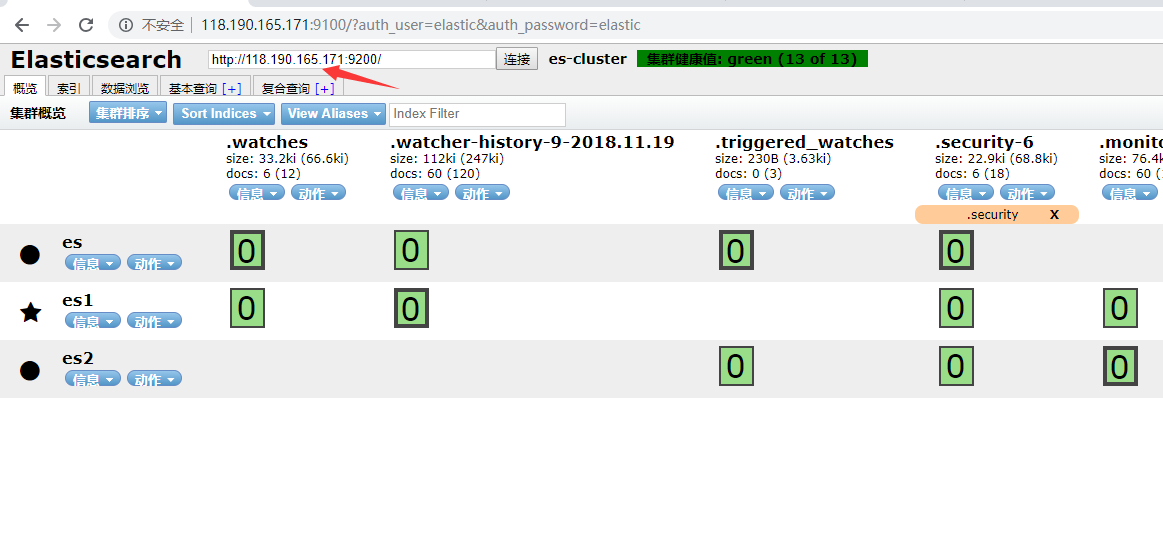 不安全 118.190.165.171:9100/?auth_user=elastic&auth_password=elastic
Elasticsearch http://118.190.165.171:9200/ 连接 es-cluster 集群健康值: green (13 of 13)
概览 索引 数据浏览 基本查询 [+] 复合查询 [+]
集群概览 集群排序 Sort Indices View Aliases Index Filter
.watches .watcher-history-9-2018.11.19 .triggered_watches .security-6 .monito
size: 33.2ki (66.6ki) size: 112ki (247ki) size: 230B (3.63ki) size: 22.9ki (68.8ki) size: 76.4k
docs: 6 (12) docs: 60 (120) docs: 0 (3) docs: 6 (18) docs: 60 (
信息 动作 信息 动作 信息 动作 信息 动作 信息
.security X
es 0 0 0 0
信息 动作
es1 0 0 0 0
信息 动作
es2 0 0 0
信息 动作